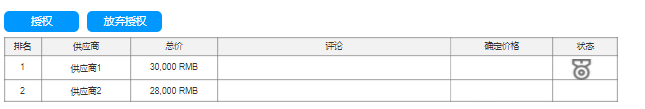 授权 放弃授权
排名 供应商 总价 评论 确定价格 状态
1 供应商1 30,000 RMB
2 供应商2 28,000 RMB